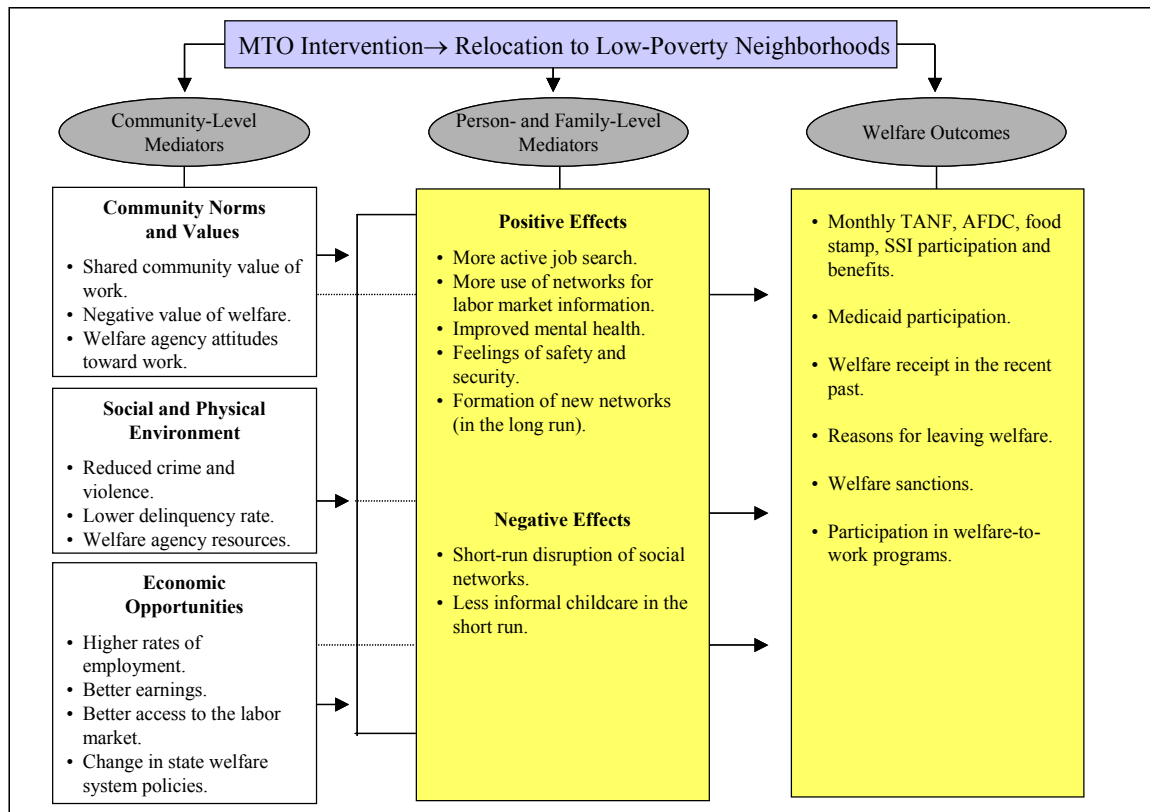 MTO Intervention→ Relocation to Low-Poverty Neighborhoods
Community-Level
Mediators
Person- and Family-Level
Mediators
Welfare Outcomes
Community Norms
and Values
• Shared community value of
work.
• Negative value of welfare.
• Welfare agency attitudes
toward work.
Social and Physical
Environment
• Reduced crime and
violence.
• Lower delinquency rate.
• Welfare agency resources.
Economic
Opportunities
• Higher rates of
employment.
• Better earnings.
• Better access to the labor
market.
• Change in state welfare
system policies.
Positive Effects
• More active job search.
• More use of networks for
labor market information.
• Improved mental health.
• Feelings of safety and
security.
• Formation of new networks
(in the long run).
Negative Effects
• Short-run disruption of social
networks.
• Less informal childcare in the
short run.
• Monthly TANF, AFDC, food
stamp, SSI participation and
benefits.
• Medicaid participation.
• Welfare receipt in the recent
past.
• Reasons for leaving welfare.
• Welfare sanctions.
• Participation in welfare-to-
work programs.